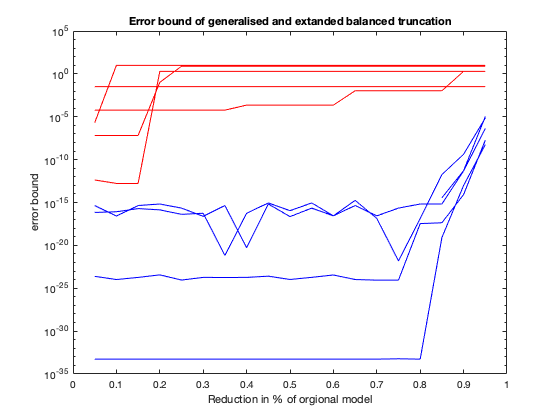 Error bound of generalised and extanded balanced truncation
error bound
10^5
10^0
10^-5
10^-10
10^-15
10^-20
10^-25
10^-30
10^-35
0 0.1 0.2 0.3 0.4 0.5 0.6 0.7 0.8 0.9 1
Reduction in % of orgional model